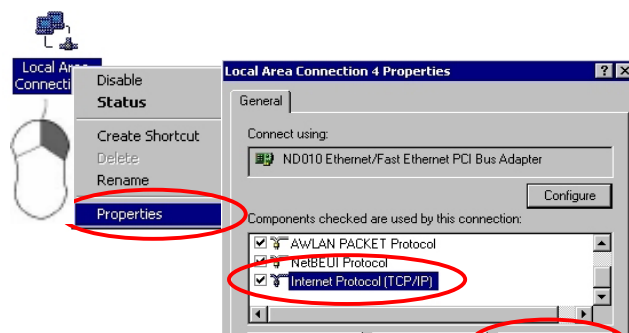 Local Area
Connecti
Disable
Status
Create Shortcut
Delete
Rename
Properties
Local Area Connection 4 Properties
General
Connect using:
ND010 Ethernet/Fast Ethernet PCI Bus Adapter
Configure
Components checked are used by this connection:
AWLAN PACKET Protocol
NetBEUI Protocol
Internet Protocol (TCP/IP)